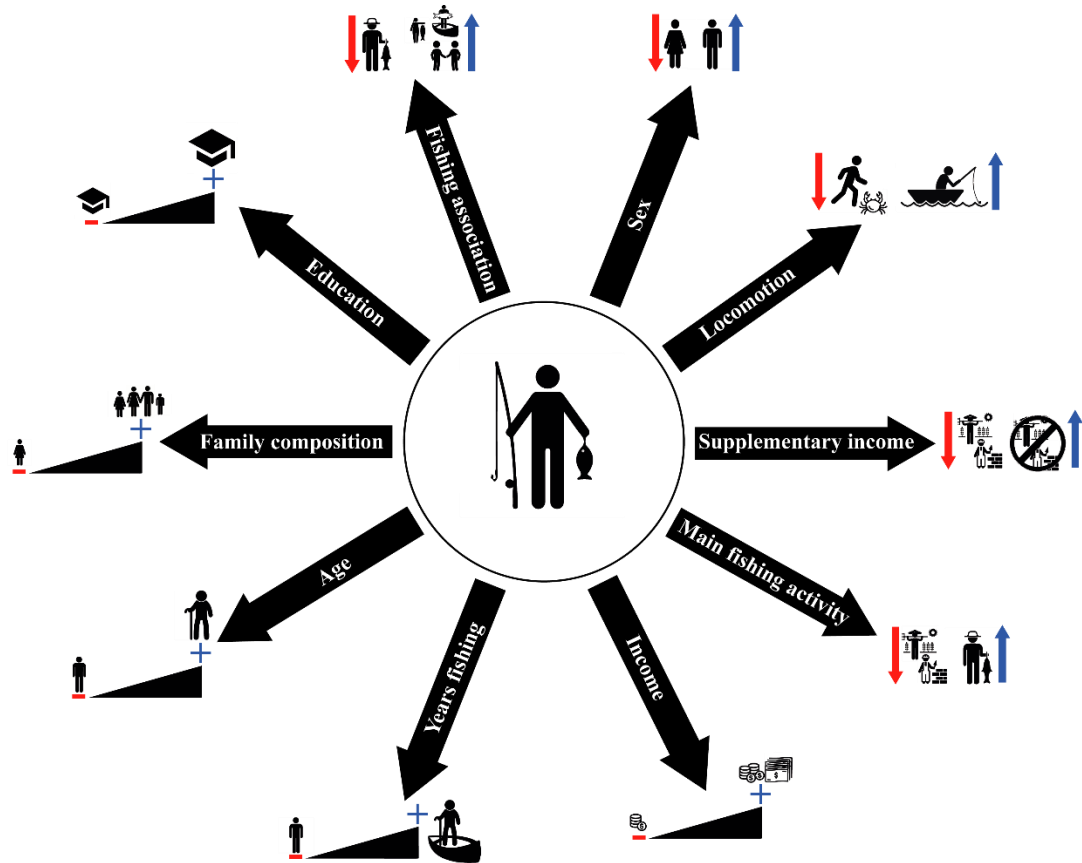 Fishing association
Sex
Education
Locomotion
Family composition
Supplementary income
Age
Main fishing activity
Years fishing
Income